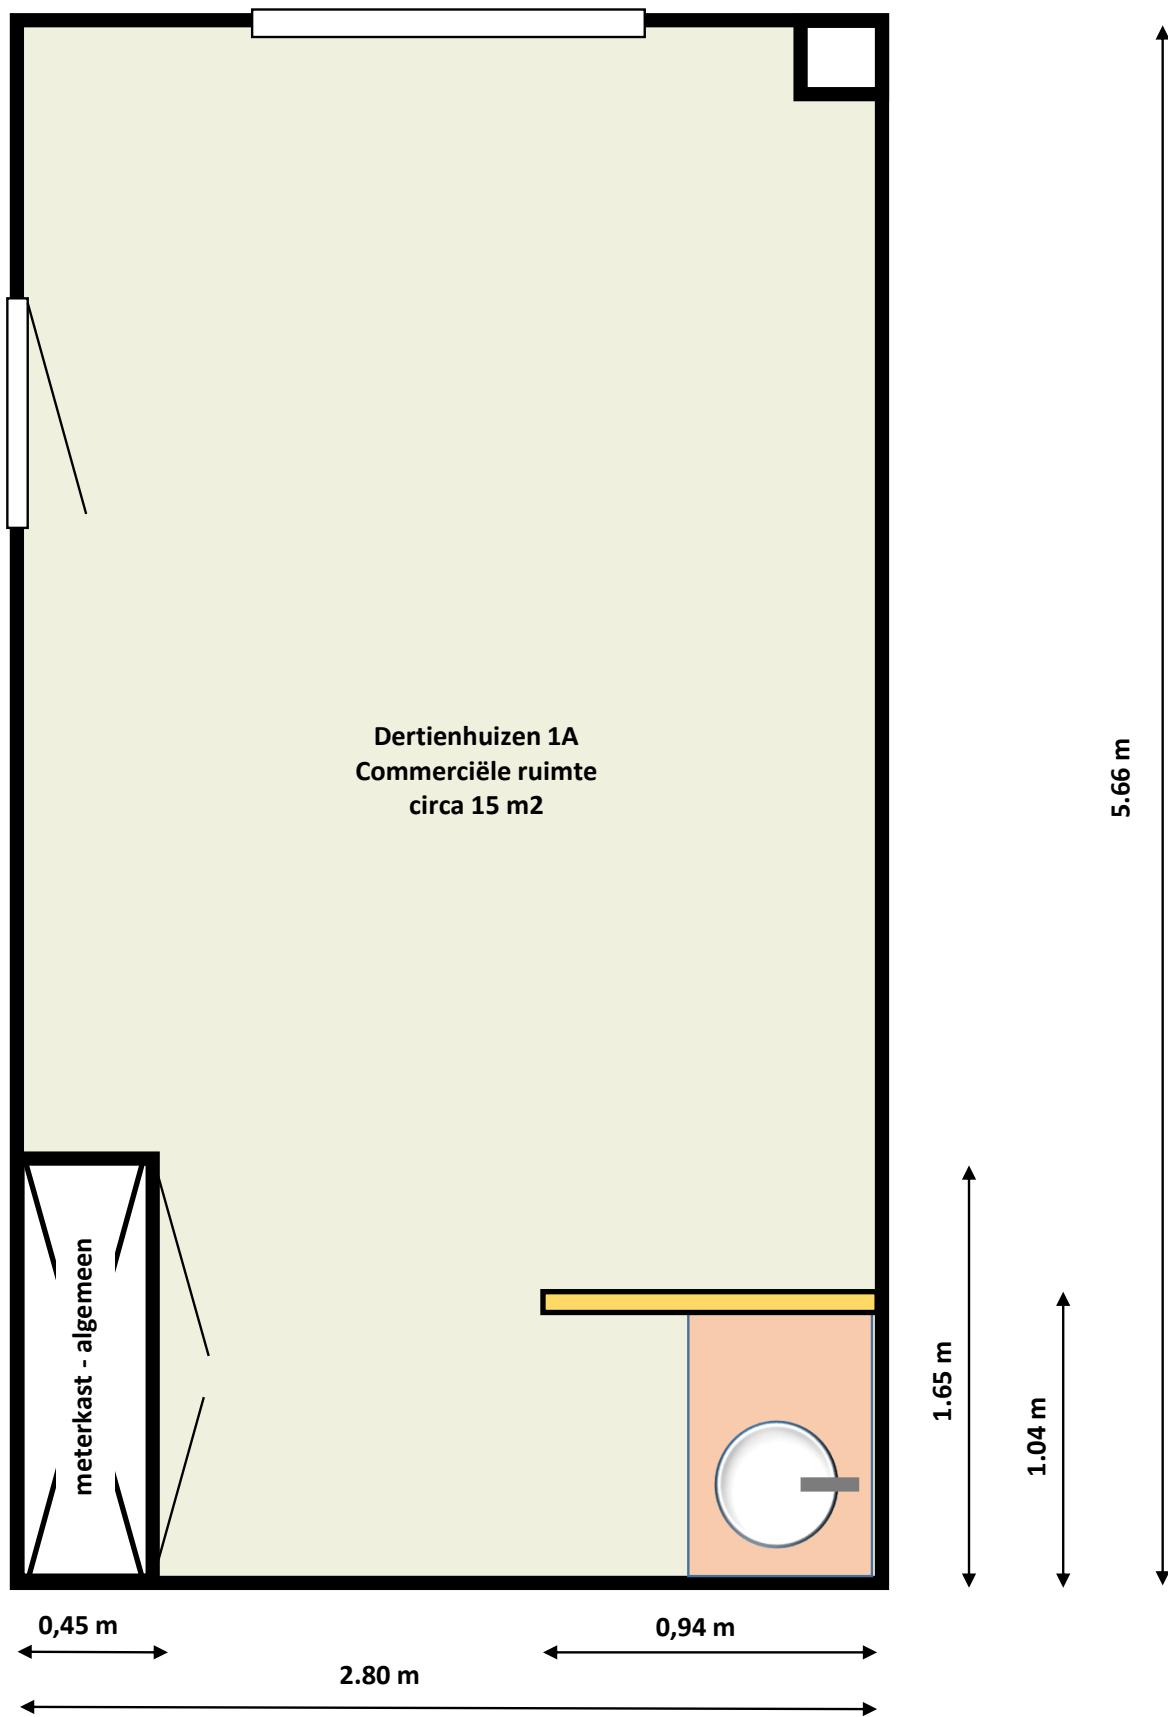 Dertienhuizen 1A
Commerciële ruimte
circa 15 m2
5.66 m
meterkast - algemeen
1.65 m
1.04 m
0,45 m
0,94 m
2.80 m